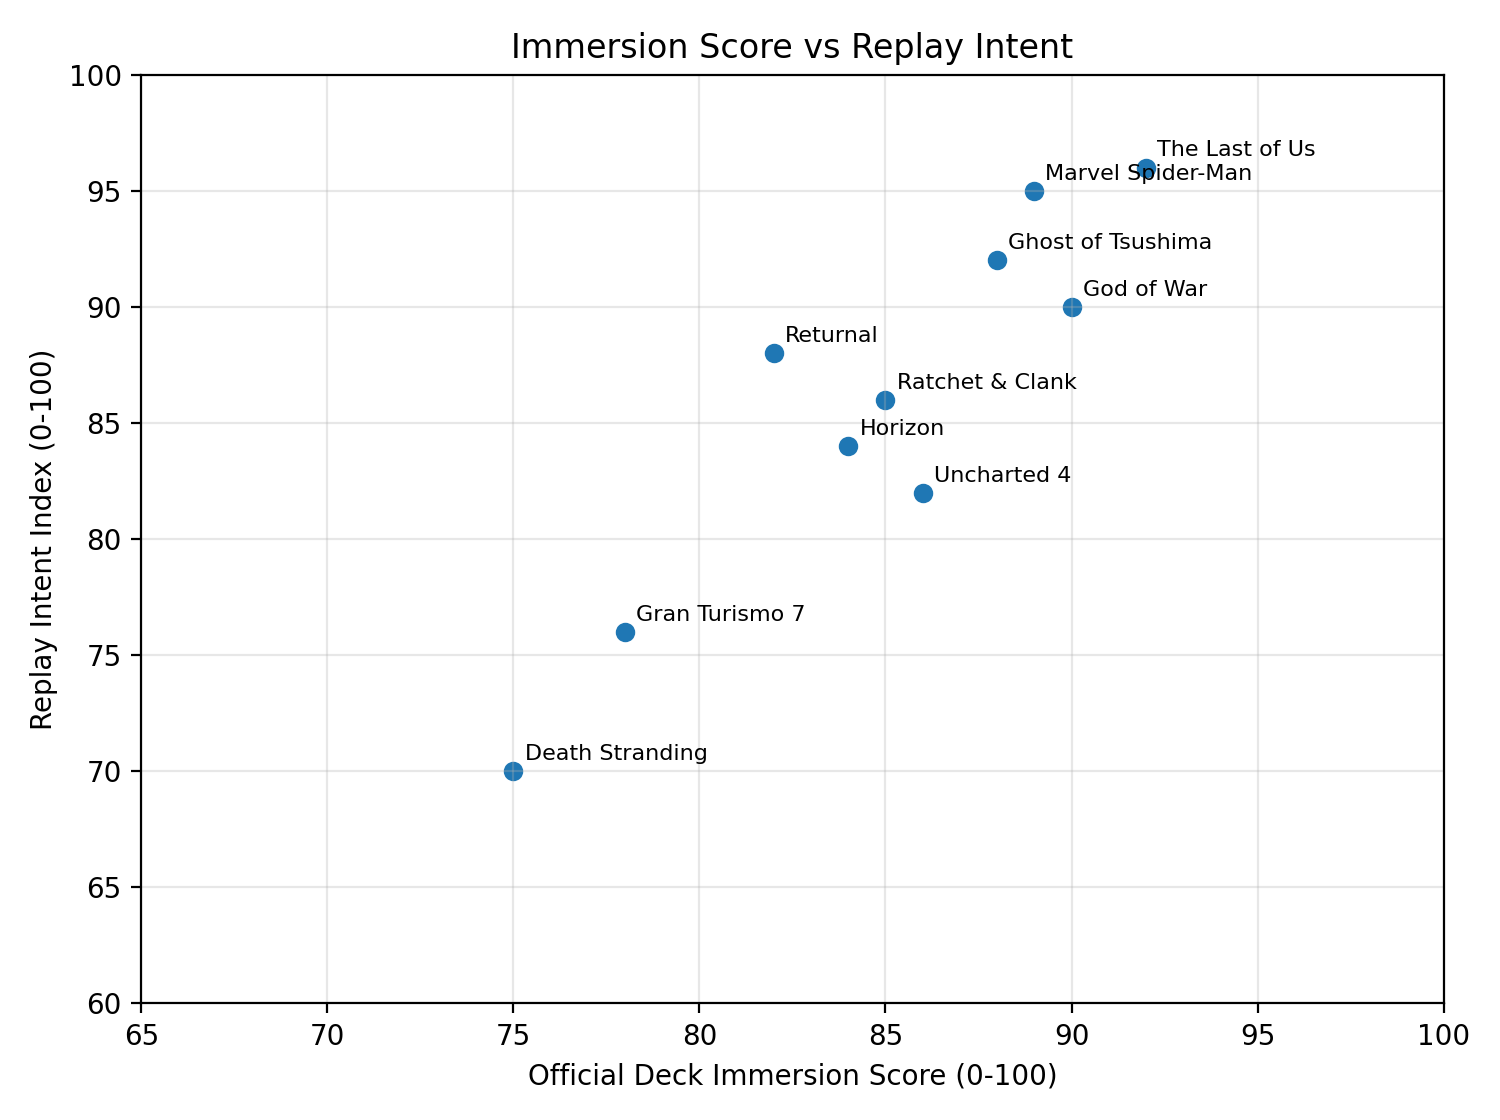 Immersion Score vs Replay Intent
100
95
90
85
80
75
70
65
60
Replay Intent Index (0-100)
The Last of Us
Marvel Spider-Man
Ghost of Tsushima
God of War
Returnal
Ratchet & Clank
Horizon
Uncharted 4
Gran Turismo 7
Death Stranding
65 70 75 80 85 90 95 100
Official Deck Immersion Score (0-100)